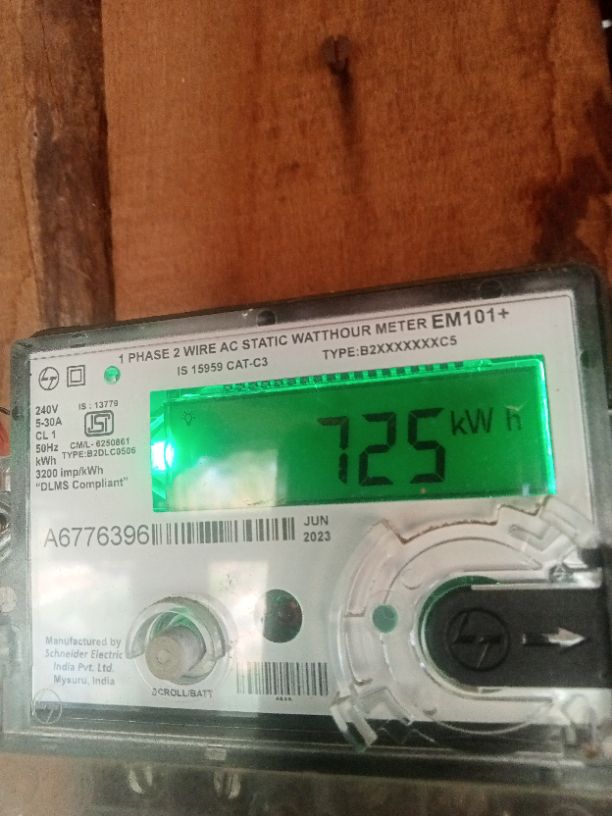 1 PHASE 2 WIRE AC STATIC WATTHOUR METER EM101+
IS 15959 CAT-C3 TYPE:B2XXXXXXXC5
240V
5-30A
CL 1
50Hz
kWh
3200 imp/kWh
"DLMS Compliant"
IS : 13779
CM/L- 6250861
TYPE:B2DLC0506
725 kWh
A6776396
JUN
2023
Manufactured by
Schneider Electric
India Pvt. Ltd.
Mysuru, India
SCROLL/BATT